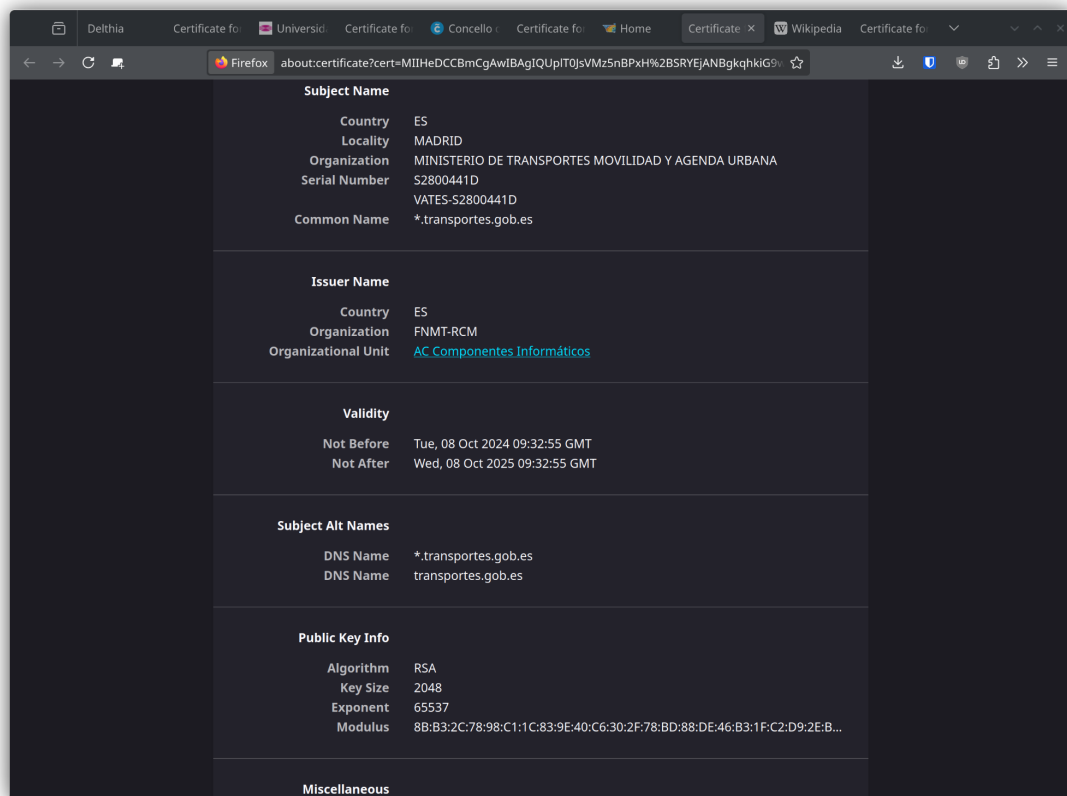 Delthia
Certificate fo
Universid
Certificate fo
Concello
Certificate fo
Home
Certificate
Wikipedia
Certificate fo
Firefox about:certificate?cert=MIIHeDCCBmCgAwIBAgIQUplT0JsVMz5nBPxH%2BSRYEjANBgkqhkiG9w
Subject Name
Country ES
Locality MADRID
Organization MINISTERIO DE TRANSPORTES MOVILIDAD Y AGENDA URBANA
Serial Number S2800441D
VATES-S2800441D
Common Name *.transportes.gob.es
Issuer Name
Country ES
Organization FNMT-RCM
Organizational Unit AC Componentes Informáticos
Validity
Not Before Tue, 08 Oct 2024 09:32:55 GMT
Not After Wed, 08 Oct 2025 09:32:55 GMT
Subject Alt Names
DNS Name *.transportes.gob.es
DNS Name transportes.gob.es
Public Key Info
Algorithm RSA
Key Size 2048
Exponent 65537
Modulus 8B:B3:2C:78:98:C1:1C:83:9E:40:C6:30:2F:78:BD:88:DE:46:B3:1F:C2:D9:2E:B...
Miscellaneous